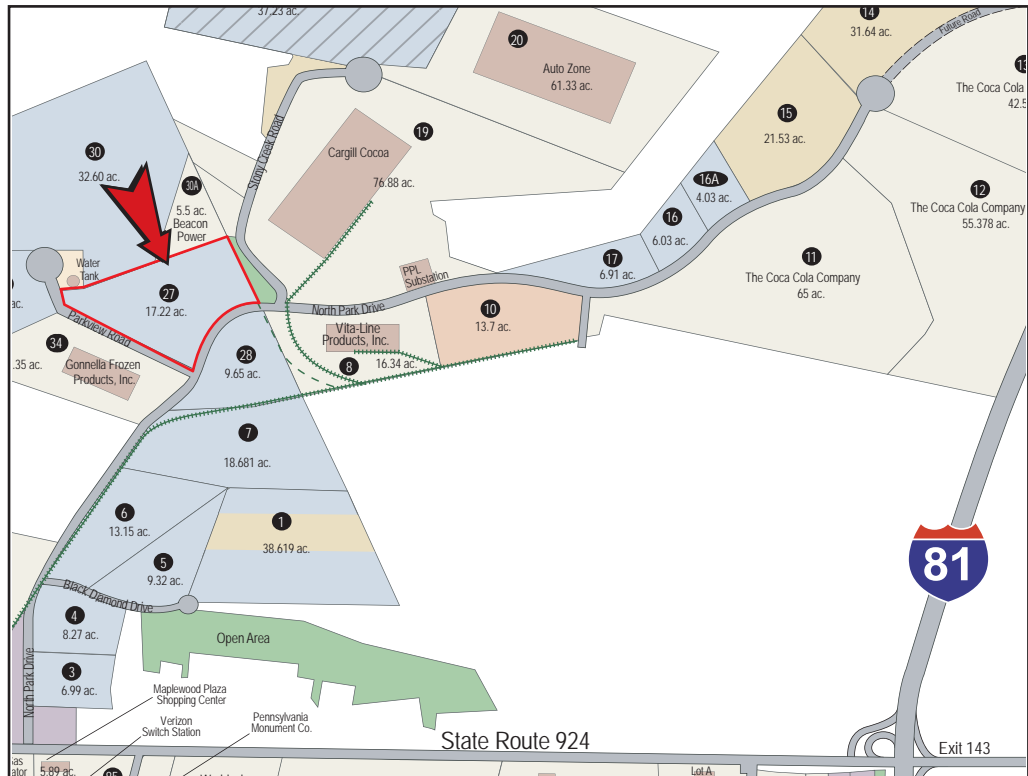 37.23 ac.
14
31.64 ac.
Future Road
20
Auto Zone
61.33 ac.
The Coca Cola
15
21.53 ac.
19
Cargill Cocoa
76.88 ac.
Stony Creek Road
30
32.60 ac.
30A
5.5 ac.
Beacon
Power
16A
4.03 ac.
12
The Coca Cola Company
55.378 ac.
16
6.03 ac.
17
6.91 ac.
11
The Coca Cola Company
65 ac.
Water
Tank
27
17.22 ac.
PPL
Substation
North Park Drive
10
13.7 ac.
Parkview Road
Vita-Line
Products, Inc.
8
16.34 ac.
34
.35 ac.
Gonnella Frozen
Products, Inc.
28
9.65 ac.
7
18.681 ac.
6
13.15 ac.
1
38.619 ac.
5
9.32 ac.
81
Black Diamond Drive
4
8.27 ac.
Open Area
3
6.99 ac.
North Park Drive
Maplewood Plaza
Shopping Center
Verizon
Switch Station
Pennsylvania
Monument Co.
State Route 924
Exit 143
5.89 ac.
Lot A